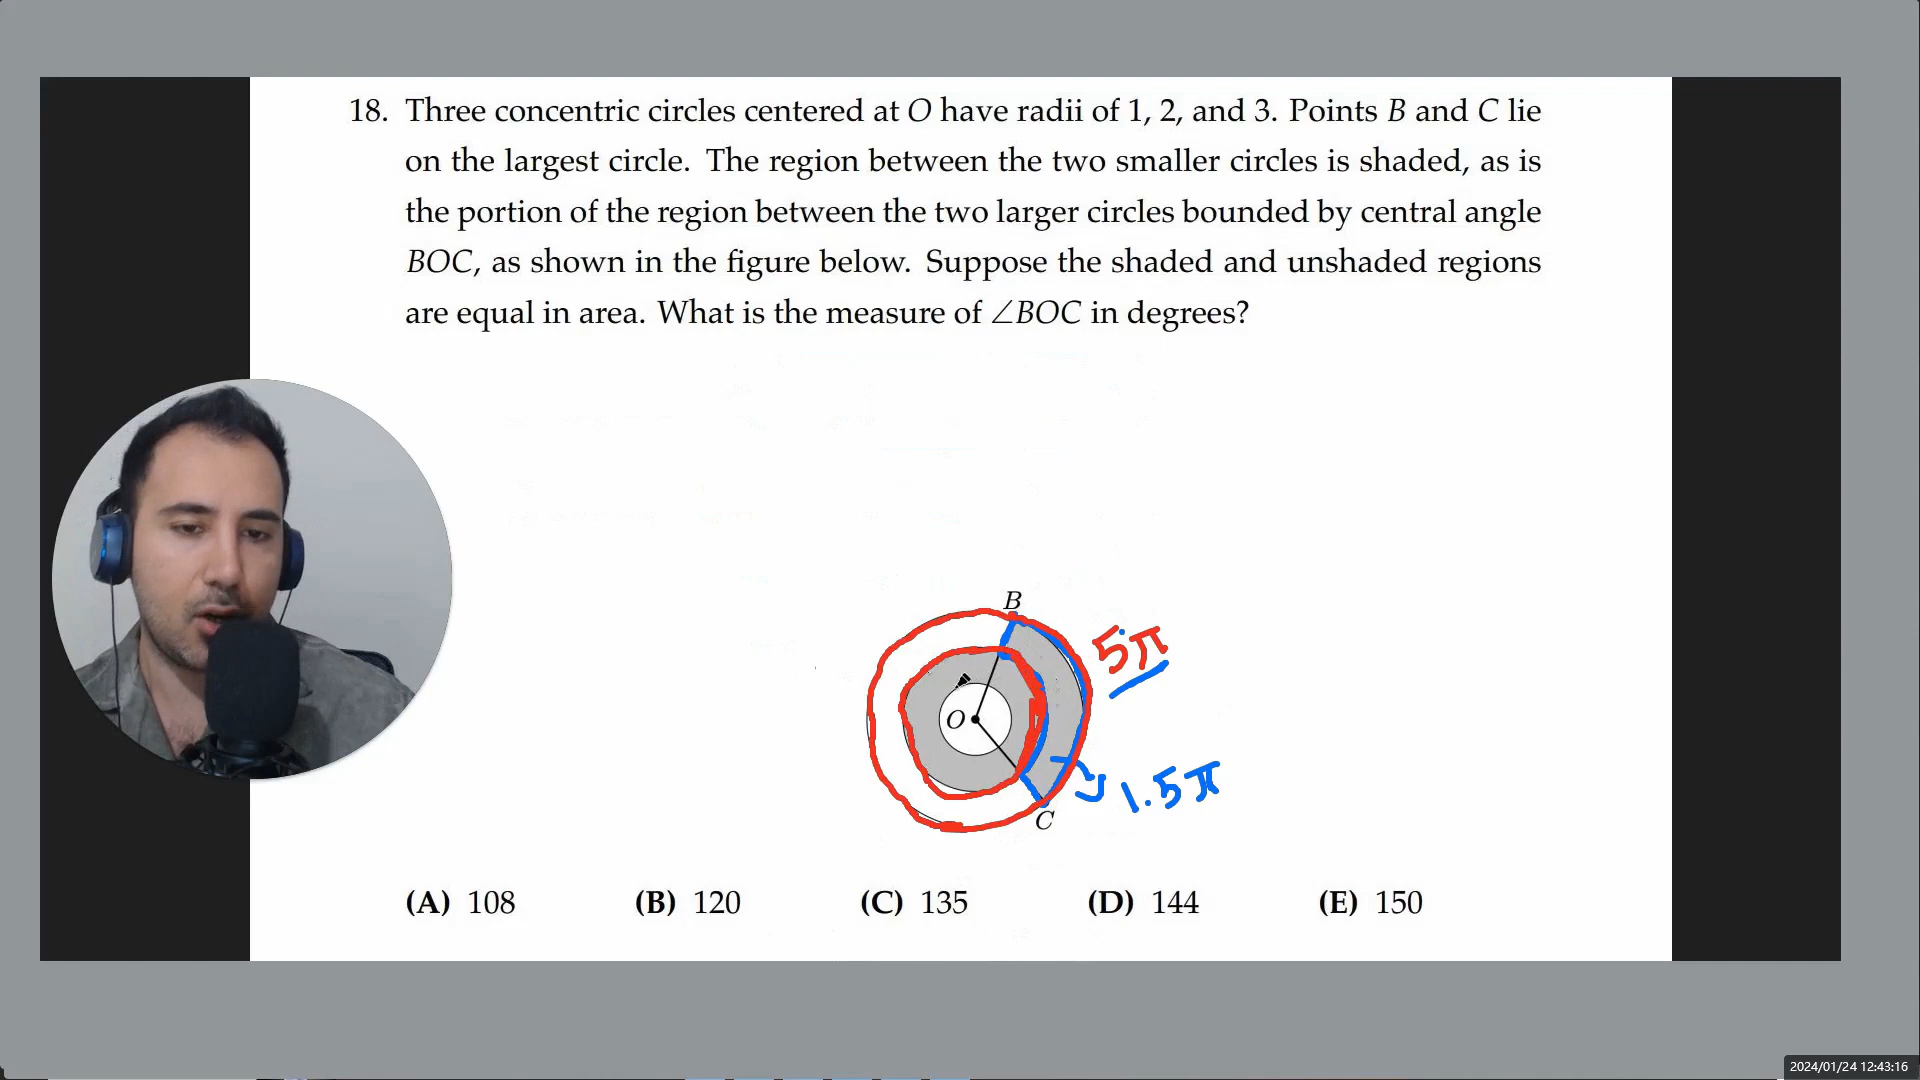 18. Three concentric circles centered at O have radii of 1, 2, and 3. Points B and C lie
on the largest circle. The region between the two smaller circles is shaded, as is
the portion of the region between the two larger circles bounded by central angle
BOC, as shown in the figure below. Suppose the shaded and unshaded regions
are equal in area. What is the measure of ∠BOC in degrees?
B
5π
O
1.5π
C
(A) 108 (B) 120 (C) 135 (D) 144 (E) 150
2024/01/24 12:43:16